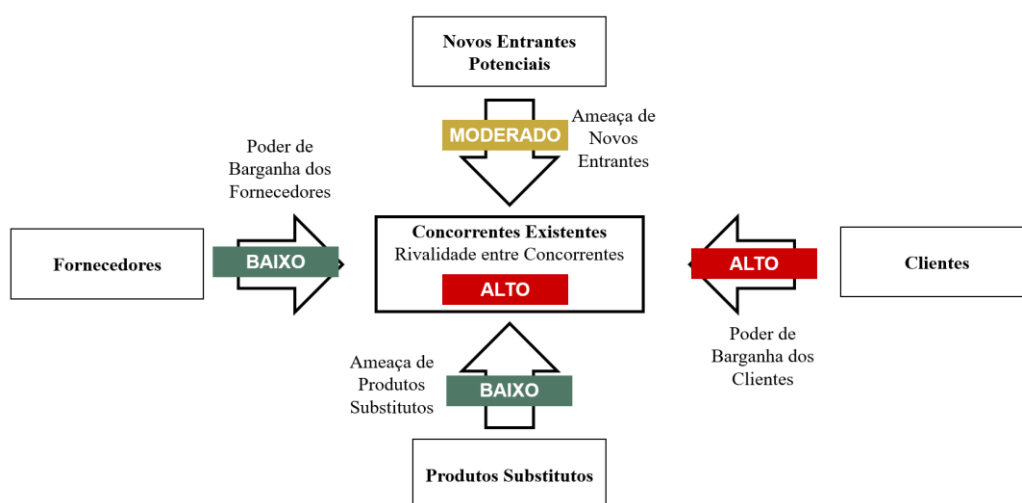 Novos Entrantes
Potenciais
MODERADO
Ameaça de
Novos
Entrantes
Poder de
Barganha dos
Fornecedores
Fornecedores
BAIXO
Concorrentes Existentes
Rivalidade entre Concorrentes
ALTO
ALTO
Clientes
Poder de
Barganha dos
Clientes
Ameaça de
Produtos
Substitutos
BAIXO
Produtos Substitutos